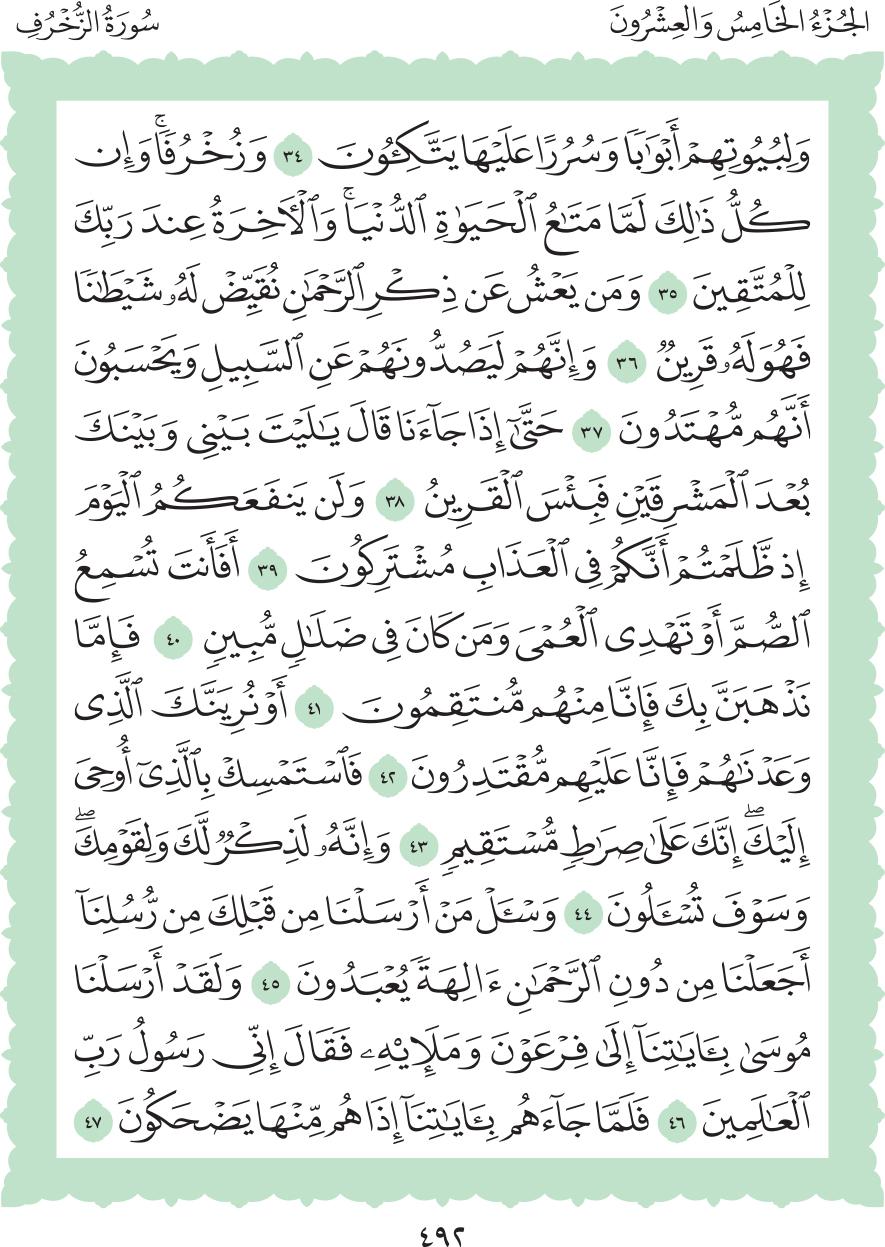 الجُزْءُ الخَامِسُ وَالعِشْرُونَ
سُورَةُ الزُّخْرُفِ
وَلِبُيُوتِهِمْ أَبْوَٰبًا وَسُرُرًا عَلَيْهَا يَتَّكِـُٔونَ ٣٤ وَزُخْرُفًاۚ وَإِن
كُلُّ ذَٰلِكَ لَمَّا مَتَـٰعُ ٱلْحَيَوٰةِ ٱلدُّنْيَاۚ وَٱلْـَٔاخِرَةُ عِندَ رَبِّكَ
لِلْمُتَّقِينَ ٣٥ وَمَن يَعْشُ عَن ذِكْرِ ٱلرَّحْمَـٰنِ نُقَيِّضْ لَهُۥ شَيْطَـٰنًا
فَهُوَ لَهُۥ قَرِينٌ ٣٦ وَإِنَّهُمْ لَيَصُدُّونَهُمْ عَنِ ٱلسَّبِيلِ وَيَحْسَبُونَ
أَنَّهُم مُّهْتَدُونَ ٣٧ حَتَّىٰٓ إِذَا جَآءَنَا قَالَ يَـٰلَيْتَ بَيْنِى وَبَيْنَكَ
بُعْدَ ٱلْمَشْرِقَيْنِ فَبِئْسَ ٱلْقَرِينُ ٣٨ وَلَن يَنفَعَكُمُ ٱلْيَوْمَ
إِذ ظَّلَمْتُمْ أَنَّكُمْ فِى ٱلْعَذَابِ مُشْتَرِكُونَ ٣٩ أَفَأَنتَ تُسْمِعُ
ٱلصُّمَّ أَوْ تَهْدِى ٱلْعُمْىَ وَمَن كَانَ فِى ضَلَـٰلٍ مُّبِينٍ ٤٠ فَإِمَّا
نَذْهَبَنَّ بِكَ فَإِنَّا مِنْهُم مُّنتَقِمُونَ ٤١ أَوْ نُرِيَنَّكَ ٱلَّذِى
وَعَدْنَـٰهُمْ فَإِنَّا عَلَيْهِم مُّقْتَدِرُونَ ٤٢ فَٱسْتَمْسِكْ بِٱلَّذِىٓ أُوحِىَ
إِلَيْكَۖ إِنَّكَ عَلَىٰ صِرَٰطٍ مُّسْتَقِيمٍ ٤٣ وَإِنَّهُۥ لَذِكْرٌ لَّكَ وَلِقَوْمِكَۖ
وَسَوْفَ تُسْـَٔلُونَ ٤٤ وَسْـَٔلْ مَنْ أَرْسَلْنَا مِن قَبْلِكَ مِن رُّسُلِنَآ
أَجَعَلْنَا مِن دُونِ ٱلرَّحْمَـٰنِ ءَالِهَةً يُعْبَدُونَ ٤٥ وَلَقَدْ أَرْسَلْنَا
مُوسَىٰ بِـَٔايَـٰتِنَآ إِلَىٰ فِرْعَوْنَ وَمَلَإِي۟هِۦ فَقَالَ إِنِّى رَسُولُ رَبِّ
ٱلْعَـٰلَمِينَ ٤٦ فَلَمَّا جَآءَهُم بِـَٔايَـٰتِنَآ إِذَا هُم مِّنْهَا يَضْحَكُونَ ٤٧
٤٩٢